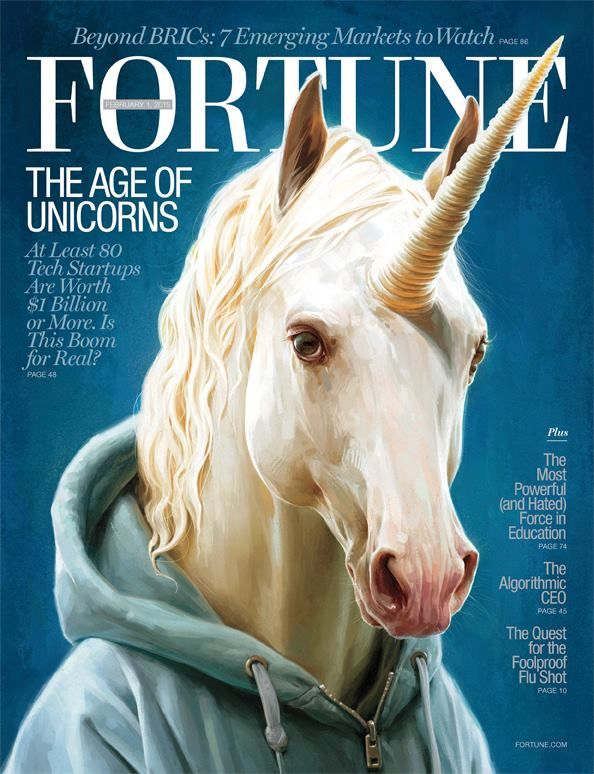 Beyond BRICs: 7 Emerging Markets to Watch PAGE 86
FORTUNE
FEBRUARY 1, 2015
THE AGE OF
UNICORNS
At Least 80
Tech Startups
Are Worth
$1 Billion
or More. Is
This Boom
for Real?
PAGE 48
Plus
The
Most
Powerful
(and Hated)
Force in
Education
PAGE 74
The
Algorithmic
CEO
PAGE 45
The Quest
for the
Foolproof
Flu Shot
PAGE 10
FORTUNE.COM